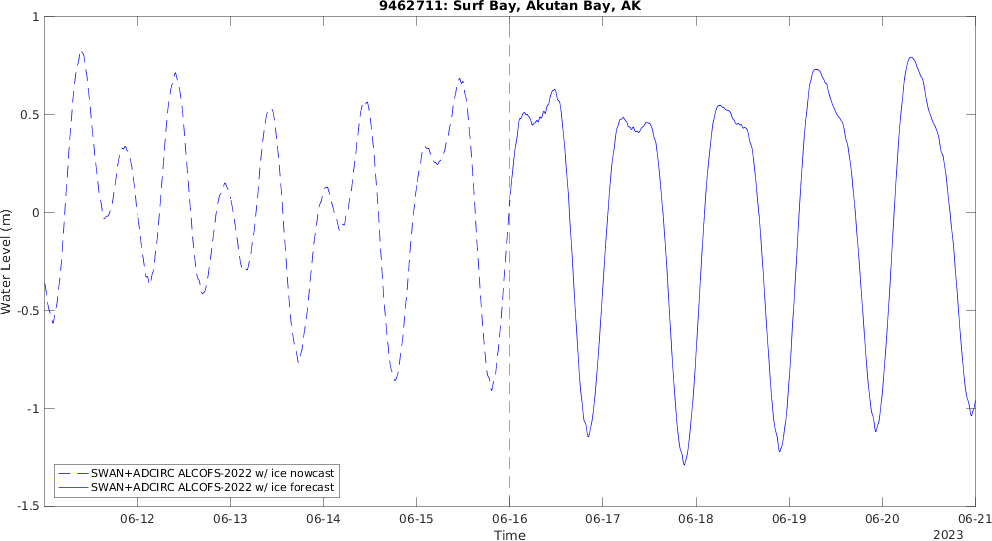 9462711: Surf Bay, Akutan Bay, AK
1
0.5
0
-0.5
-1
-1.5
Water Level (m)
SWAN+ADCIRC ALCOFS-2022 w/ ice nowcast
SWAN+ADCIRC ALCOFS-2022 w/ ice forecast
06-12 06-13 06-14 06-15 06-16 06-17 06-18 06-19 06-20 06-21
Time
2023